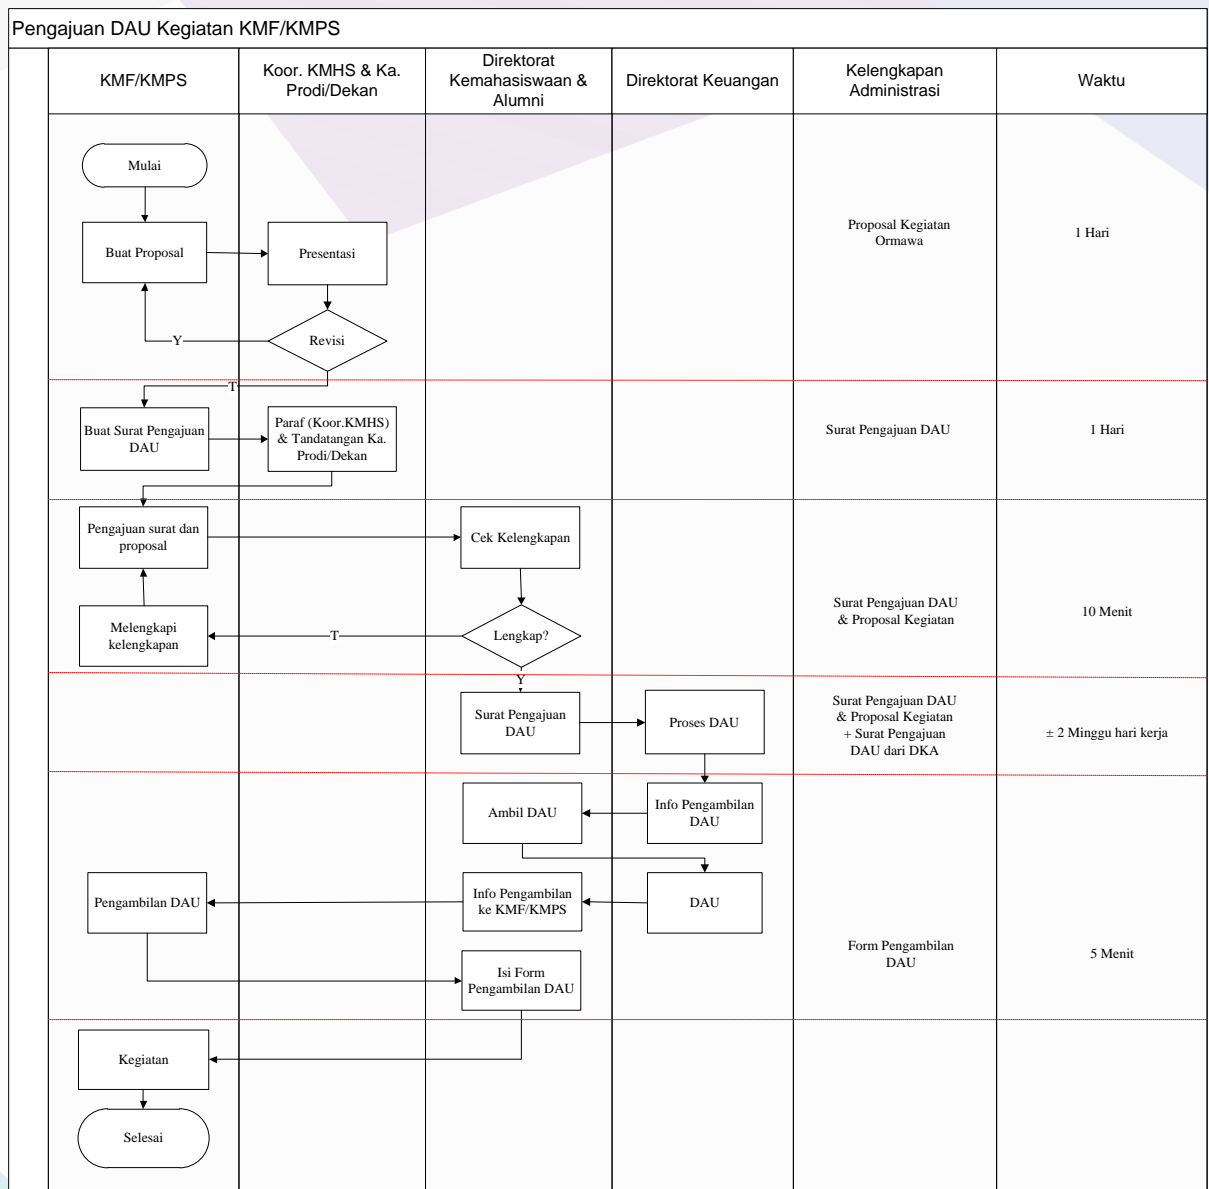 Pengajuan DAU Kegiatan KMF/KMPS
KMF/KMPS
Koor. KMHS & Ka.
Prodi/Dekan
Direktorat
Kemahasiswaan &
Alumni
Direktorat Keuangan
Kelengkapan
Administrasi
Waktu
Mulai
Buat Proposal
Presentasi
Proposal Kegiatan
Ormawa
1 Hari
Revisi
Y
T
Buat Surat Pengajuan
DAU
Paraf (Koor.KMHS)
& Tandatangan Ka.
Prodi/Dekan
Surat Pengajuan DAU
1 Hari
Pengajuan surat dan
proposal
Cek Kelengkapan
Melengkapi
kelengkapan
T
Lengkap?
Surat Pengajuan DAU
& Proposal Kegiatan
10 Menit
Y
Surat Pengajuan
DAU
Proses DAU
Surat Pengajuan DAU
& Proposal Kegiatan
+ Surat Pengajuan
DAU dari DKA
± 2 Minggu hari kerja
Ambil DAU
Info Pengambilan
DAU
Pengambilan DAU
Info Pengambilan
ke KMF/KMPS
DAU
Isi Form
Pengambilan DAU
Form Pengambilan
DAU
5 Menit
Kegiatan
Selesai